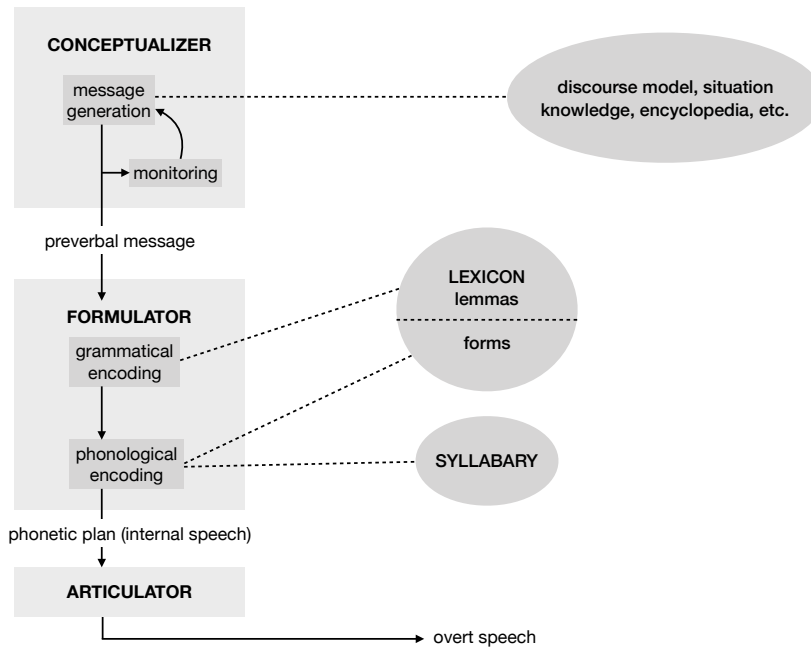 CONCEPTUALIZER
message
generation
monitoring
discourse model, situation
knowledge, encyclopedia, etc.
preverbal message
FORMULATOR
grammatical
encoding
LEXICON
lemmas
forms
phonological
encoding
SYLLABARY
phonetic plan (internal speech)
ARTICULATOR
overt speech